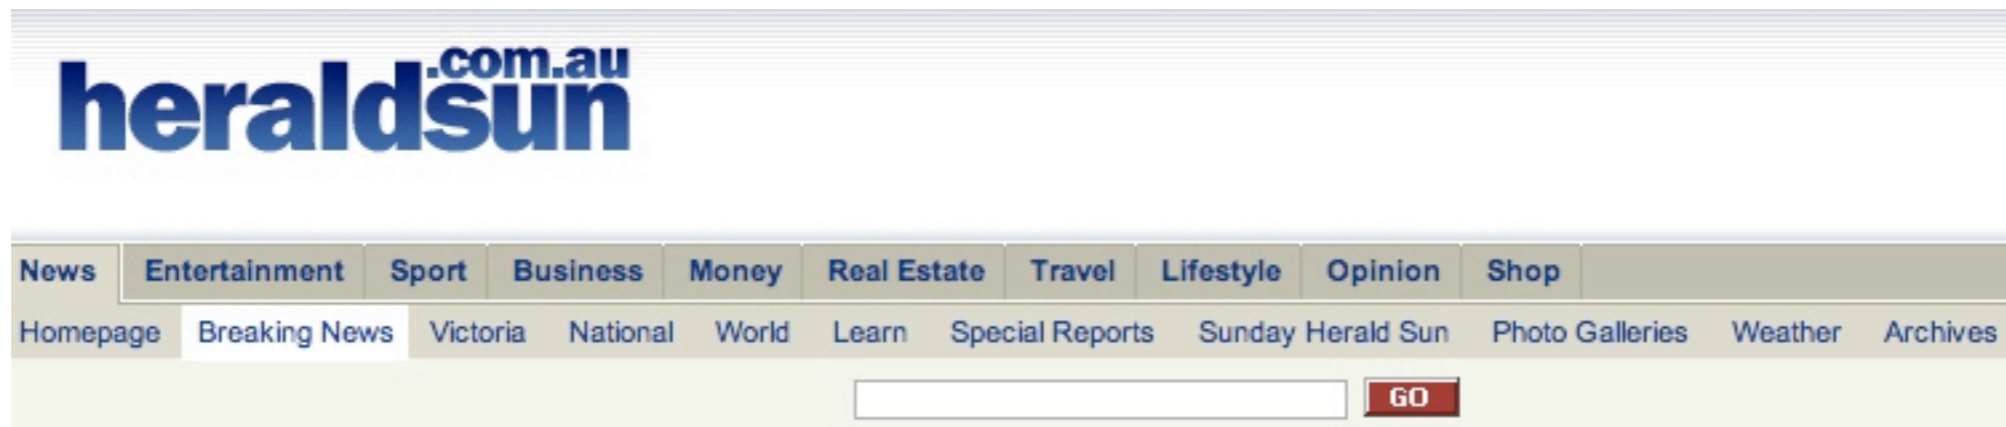 heraldsun.com.au
News Entertainment Sport Business Money Real Estate Travel Lifestyle Opinion Shop
Homepage Breaking News Victoria National World Learn Special Reports Sunday Herald Sun Photo Galleries Weather Archives
GO